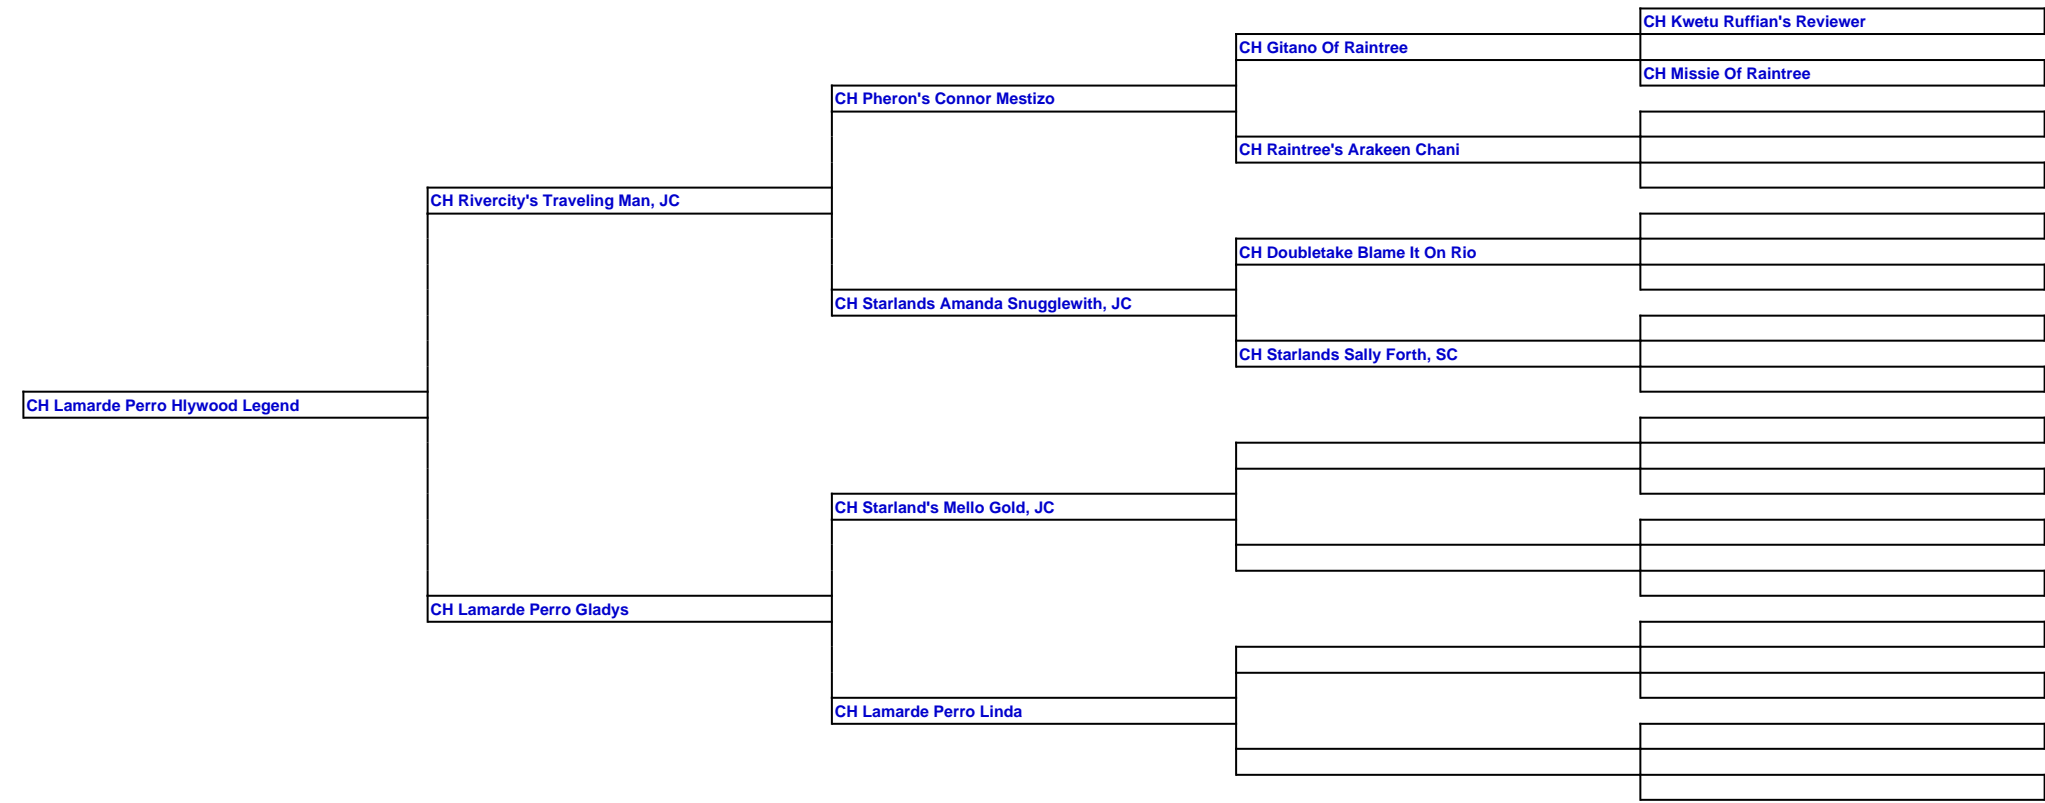 CH Kwetu Ruffian's Reviewer
CH Gitano Of Raintree
CH Missie Of Raintree
CH Pheron's Connor Mestizo
CH Raintree's Arakeen Chani
CH Rivercity's Traveling Man, JC
CH Doubletake Blame It On Rio
CH Starlands Amanda Snugglewith, JC
CH Starlands Sally Forth, SC
CH Lamarde Perro Hlywood Legend
CH Starland's Mello Gold, JC
CH Lamarde Perro Gladys
CH Lamarde Perro Linda